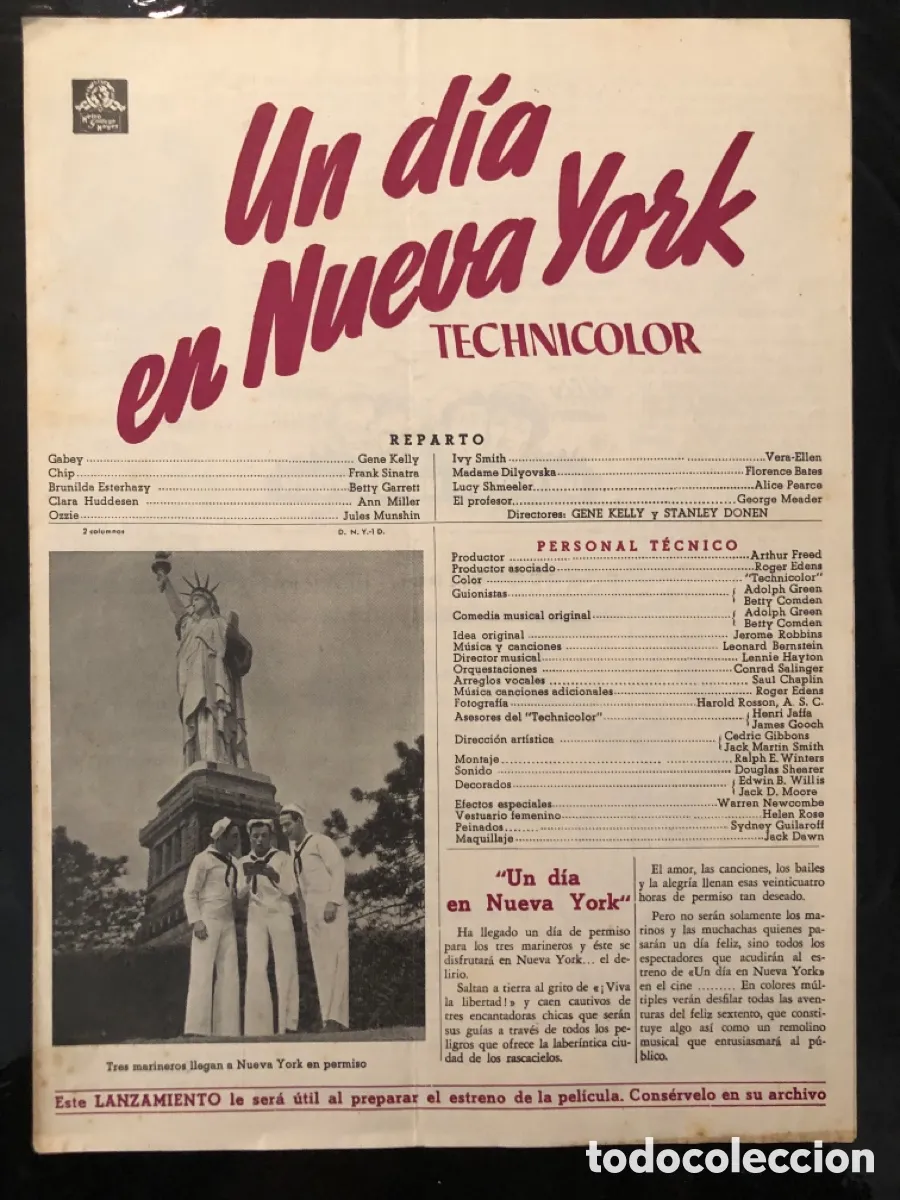 Metro
Goldwyn
Mayer
Un día
en Nueva York
TECHNICOLOR
REPARTO
Gabey ........ Gene Kelly
Chip ........ Frank Sinatra
Brunilda Esterhazy ........ Betty Garrett
Clara Huddesen ........ Ann Miller
Ozzie ........ Jules Munshin
Ivy Smith ........ Vera-Ellen
Madame Dilyovska ........ Florence Bates
Lucy Shmeeler ........ Alice Pearce
El profesor ........ George Meader
Directores: GENE KELLY y STANLEY DONEN
2 columnas D. N. Y.-1 D.
Tres marineros llegan a Nueva York en permiso
PERSONAL TÉCNICO
Productor ........ Arthur Freed
Productor asociado ........ Roger Edens
Color ........ "Technicolor"
Guionistas ........ Adolph Green
Betty Comden
Comedia musical original ........ Adolph Green
Betty Comden
Idea original ........ Jerome Robbins
Música y canciones ........ Leonard Bernstein
Director musical ........ Lennie Hayton
Orquestaciones ........ Conrad Salinger
Arreglos vocales ........ Saul Chaplin
Música canciones adicionales ........ Roger Edens
Fotografía ........ Harold Rosson, A. S. C.
Asesores del "Technicolor" ........ Henri Jaffa
James Gooch
Dirección artística ........ Cedric Gibbons
Jack Martin Smith
Montaje ........ Ralph E. Winters
Sonido ........ Douglas Shearer
Decorados ........ Edwin B. Willis
Jack D. Moore
Efectos especiales ........ Warren Newcombe
Vestuario femenino ........ Helen Rose
Peinados ........ Sydney Guilaroff
Maquillaje ........ Jack Dawn
"Un día
en Nueva York"
Ha llegado un día de permiso
para los tres marineros y éste se
disfrutará en Nueva York... el de-
lirio.
Saltan a tierra al grito de «¡Viva
la libertad!» y caen cautivos de
tres encantadoras chicas que serán
sus guías a través de todos los pe-
ligros que ofrece la laberíntica ciu-
dad de los rascacielos.
El amor, las canciones, los bailes
y la alegría llenan esas veinticuatro
horas de permiso tan deseado.
Pero no serán solamente los ma-
rinos y las muchachas quienes pa-
sarán un día feliz, sino todos los
espectadores que acudirán al es-
treno de «Un día en Nueva York»
en el cine ......... En colores múl-
tiples verán desfilar todas las aven-
turas del feliz sextento, que consti-
tuye algo así como un remolino
musical que entusiasmará al pú-
blico.
Este LANZAMIENTO le será útil al preparar el estreno de la película. Consérvelo en su archivo
todocoleccion